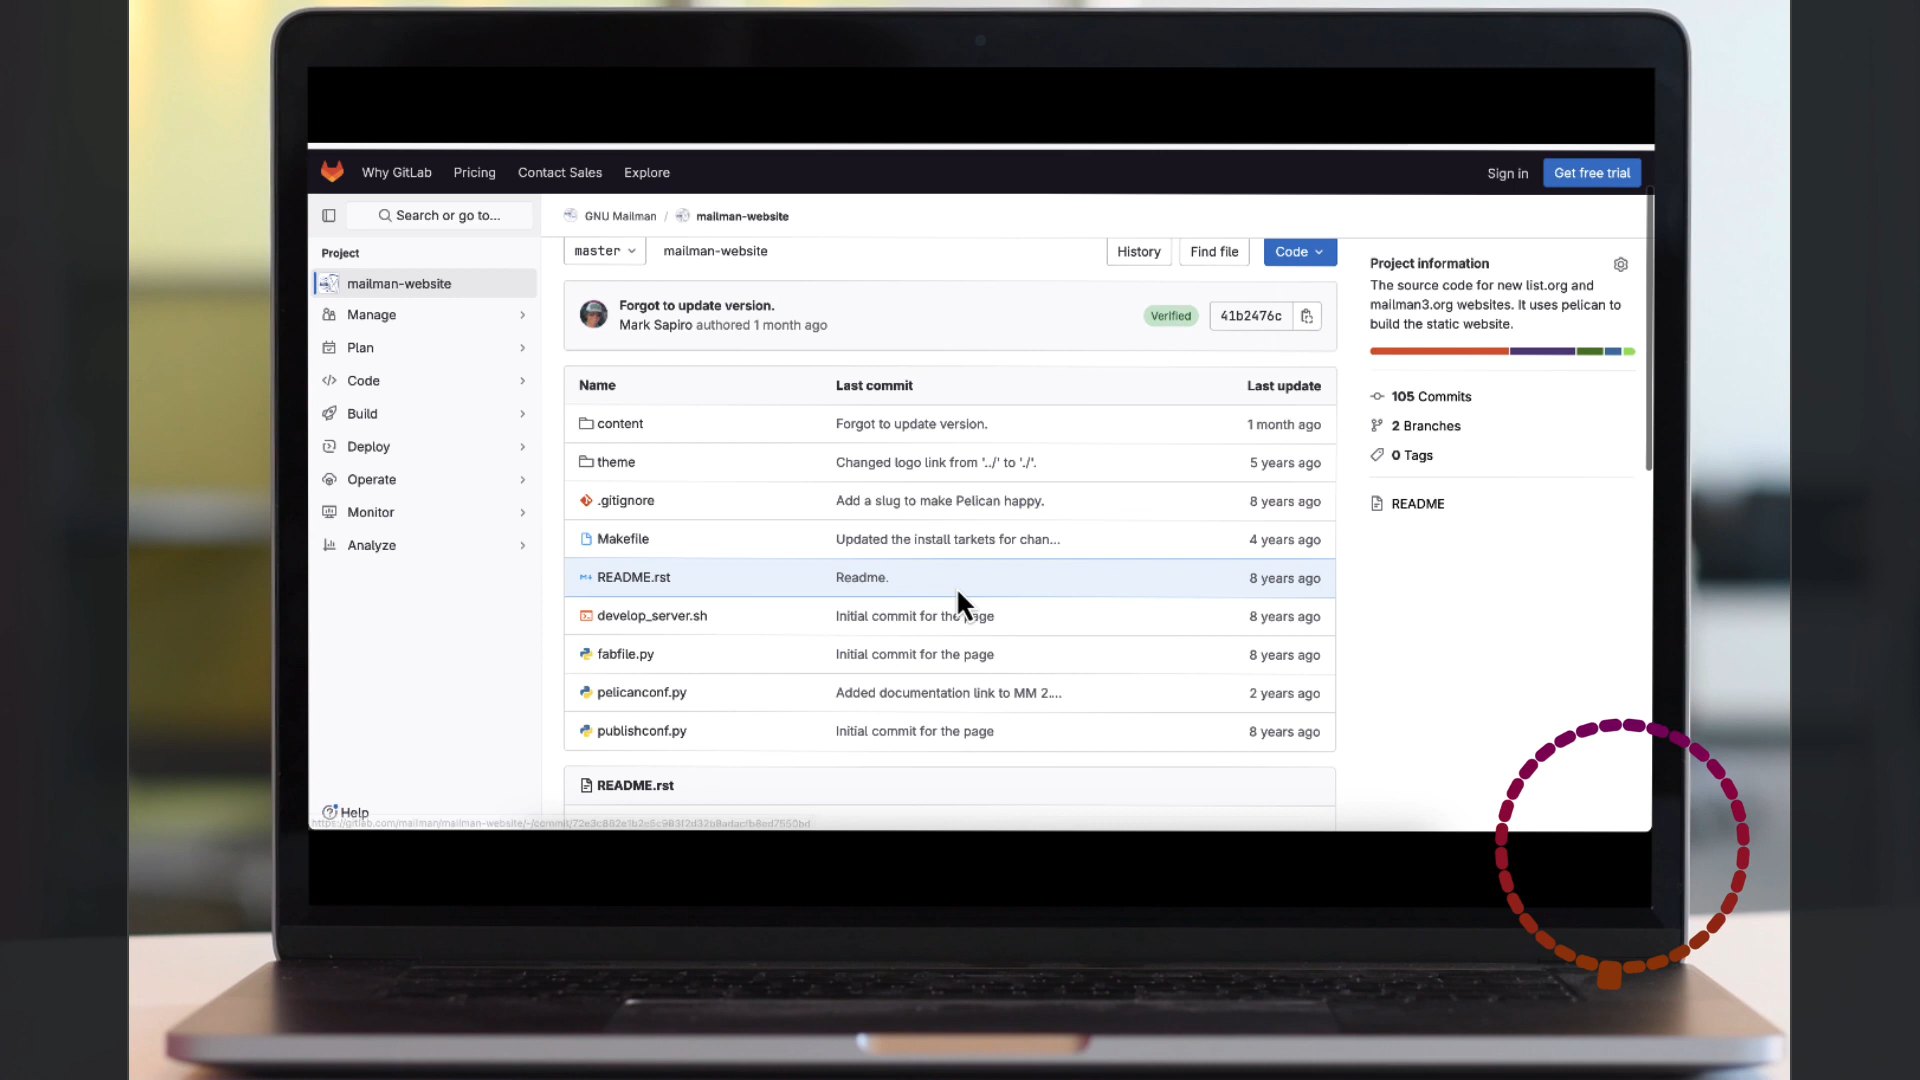 Why GitLab Pricing Contact Sales Explore Sign in Get free trial
Search or go to... GNU Mailman / mailman-website
Project
mailman-website
Manage
Plan
Code
Build
Deploy
Operate
Monitor
Analyze
Help
master mailman-website History Find file Code
Forgot to update version.
Mark Sapiro authored 1 month ago
Verified 41b2476c
Name Last commit Last update
content Forgot to update version. 1 month ago
theme Changed logo link from '../' to './'. 5 years ago
.gitignore Add a slug to make Pelican happy. 8 years ago
Makefile Updated the install tarkets for chan... 4 years ago
README.rst Readme. 8 years ago
develop_server.sh Initial commit for the page 8 years ago
fabfile.py Initial commit for the page 8 years ago
pelicanconf.py Added documentation link to MM 2.... 2 years ago
publishconf.py Initial commit for the page 8 years ago
README.rst
Project information
The source code for new list.org and
mailman3.org websites. It uses pelican to
build the static website.
105 Commits
2 Branches
0 Tags
README